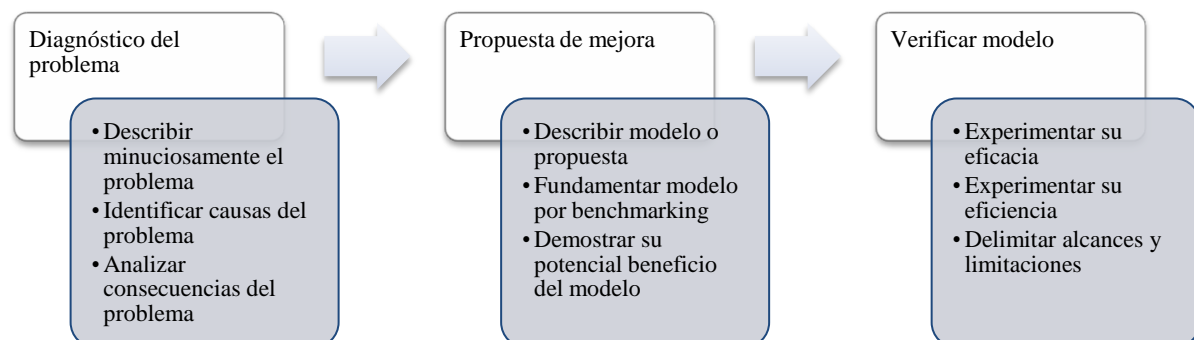 Diagnóstico del
problema
• Describir
minuciosamente el
problema
• Identificar causas del
problema
• Analizar
consecuencias del
problema
Propuesta de mejora
• Describir modelo o
propuesta
• Fundamentar modelo
por benchmarking
• Demostrar su
potencial beneficio
del modelo
Verificar modelo
• Experimentar su
eficacia
• Experimentar su
eficiencia
• Delimitar alcances y
limitaciones